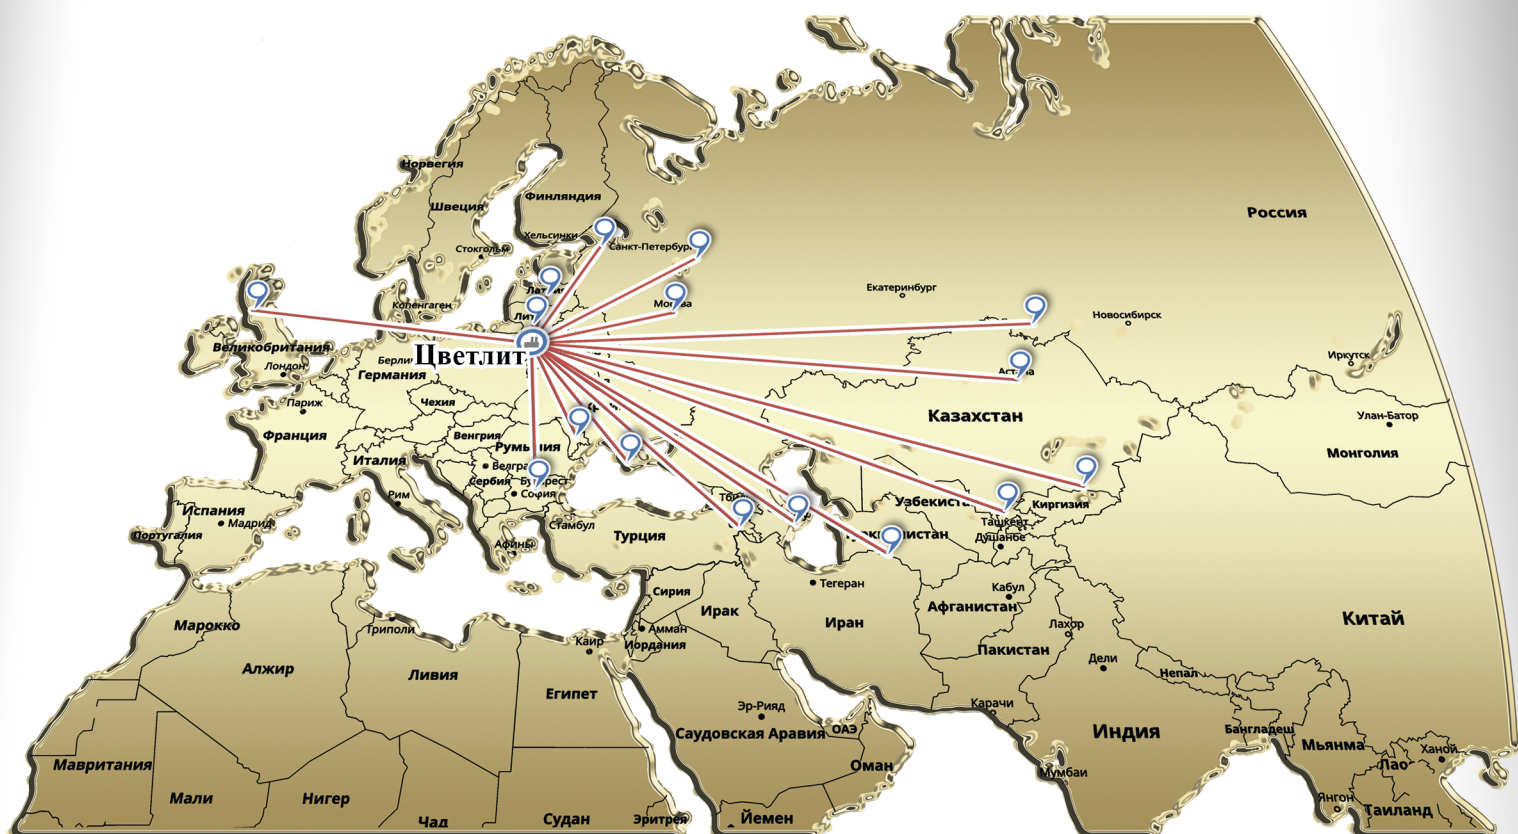 Норвегия
Финляндия
Швеция
Россия
Хельсинки
Стокгольм
Санкт-Петербург
Екатеринбург
Копенгаген
Москва
Новосибирск
Великобритания
Цветлит
Берлин
Иркутск
Лондон
Германия
Астана
Париж
Чехия
Казахстан
Улан-Батор
Франция
Венгрия
Румыния
Монголия
Италия
Белград
Сербия
Бухарест
София
Рим
Узбекистан
Киргизия
Испания
Мадрид
Стамбул
Ташкент
Португалия
Турция
Душанбе
Афины
Тегеран
Сирия
Кабул
Ирак
Афганистан
Иран
Китай
Марокко
Триполи
Амман
Лахор
Каир
Иордания
Пакистан
Дели
Алжир
Ливия
Непал
Египет
Эр-Рияд
Карачи
Саудовская Аравия
ОАЭ
Индия
Бангладеш
Мьянма
Ханой
Мавритания
Оман
Мумбаи
Лаос
Мали
Нигер
Янгон
Чад
Судан
Эритрея
Йемен
Таиланд